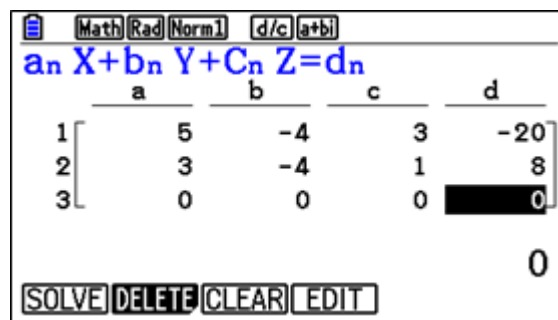 Math Rad Norm1 d/c a+bi
an X+bn Y+Cn Z=dn
a b c d
1 5 -4 3 -20
2 3 -4 1 8
3 0 0 0 0
0
SOLVE DELETE CLEAR EDIT